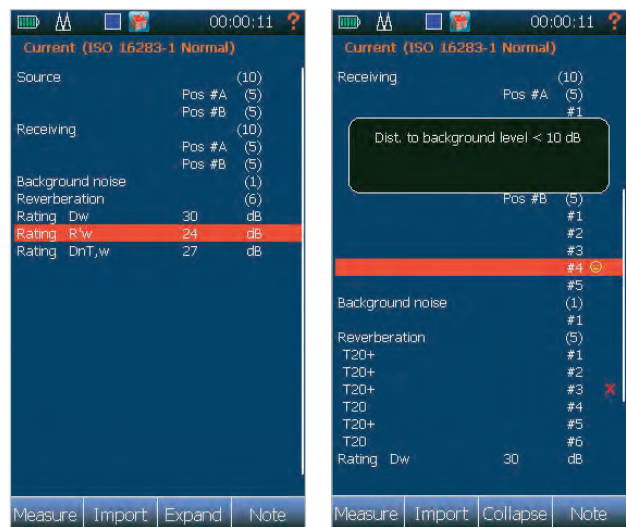 00:00:11 ?
Current (ISO 16283-1 Normal)
Source (10)
Pos #A (5)
Pos #B (5)
Receiving (10)
Pos #A (5)
Pos #B (5)
Background noise (1)
Reverberation (6)
Rating Dw 30 dB
Rating R'w 24 dB
Rating DnT,w 27 dB
Measure Import Expand Note
00:00:11 ?
Current (ISO 16283-1 Normal)
Receiving (10)
Pos #A (5)
#1
Dist. to background level < 10 dB
Pos #B (5)
#1
#2
#3
#4
#5
Background noise (1)
#1
Reverberation (5)
T20+ #1
T20+ #2
T20+ #3 X
T20 #4
T20+ #5
T20 #6
Rating Dw 30 dB
Measure Import Collapse Note